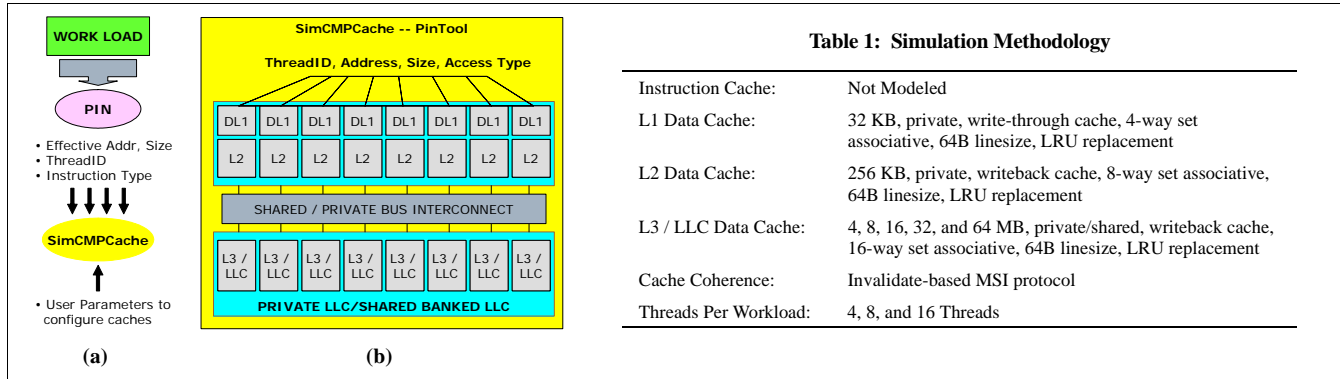 WORK LOAD
PIN
• Effective Addr, Size
• ThreadID
• Instruction Type
SimCMPCache
• User Parameters to
configure caches
(a)
SimCMPCache -- PinTool
ThreadID, Address, Size, Access Type
DL1 DL1 DL1 DL1 DL1 DL1 DL1 DL1
L2 L2 L2 L2 L2 L2 L2 L2
SHARED / PRIVATE BUS INTERCONNECT
L3 / L3 / L3 / L3 / L3 / L3 / L3 / L3 /
LLC LLC LLC LLC LLC LLC LLC LLC
PRIVATE LLC/SHARED BANKED LLC
(b)
Table 1: Simulation Methodology
Instruction Cache: Not Modeled
L1 Data Cache: 32 KB, private, write-through cache, 4-way set
associative, 64B linesize, LRU replacement
L2 Data Cache: 256 KB, private, writeback cache, 8-way set associative,
64B linesize, LRU replacement
L3 / LLC Data Cache: 4, 8, 16, 32, and 64 MB, private/shared, writeback cache,
16-way set associative, 64B linesize, LRU replacement
Cache Coherence: Invalidate-based MSI protocol
Threads Per Workload: 4, 8, and 16 Threads